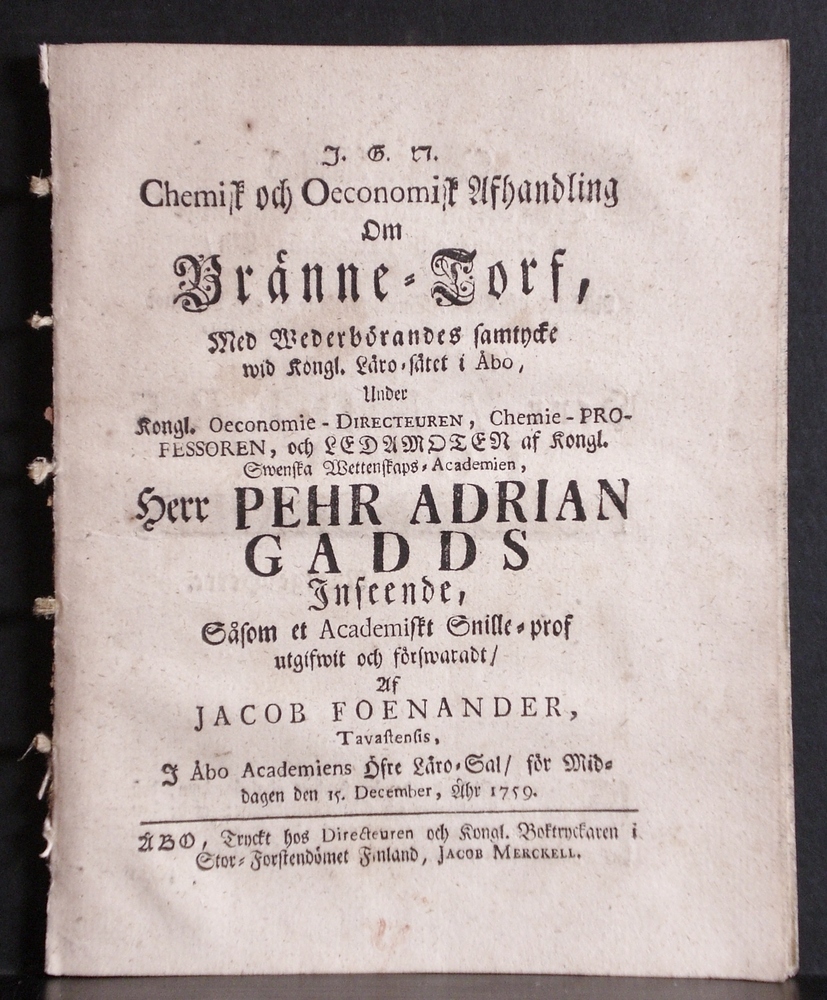 J. G. N.
Chemisk och Oeconomisk Afhandling
Om
Bränne-Torf,
Med Wederbörandes samtycke
wid Kongl. Läro-sätet i Åbo,
Under
Kongl. Oeconomie-DIRECTEUREN, Chemie-PRO-
FESSOREN, och LEDAMOTEN af Kongl.
Swenska Wettenskaps-Academien,
Herr PEHR ADRIAN
GADDS
Inseende,
Såsom et Academiskt Snille-prof
utgifwit och förswaradt/
Af
JACOB FOENANDER,
Tavastensis,
I Åbo Academiens Öfre Läro-Sal/ för Mid-
dagen den 15. December, Åhr 1759.
ÅBO, Tryckt hos Directeuren och Kongl. Boktryckaren i
Stor-Forstendömet Finland, JACOB MERCKELL.